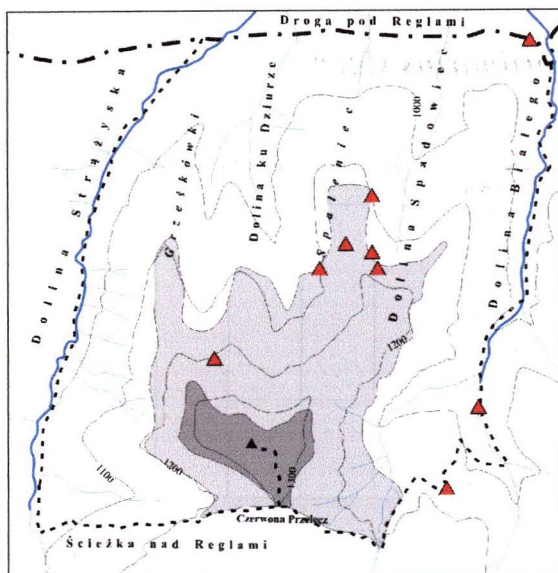 Droga pod Reglami
Dolina Strążyska
Grześkówki
Dolina ku Dziurze
Spaleniec
Dolina Spadowiec
Dolina Białego
1000
1200
1100
1200
1300
Czerwona Przełęcz
Ścieżka nad Reglami